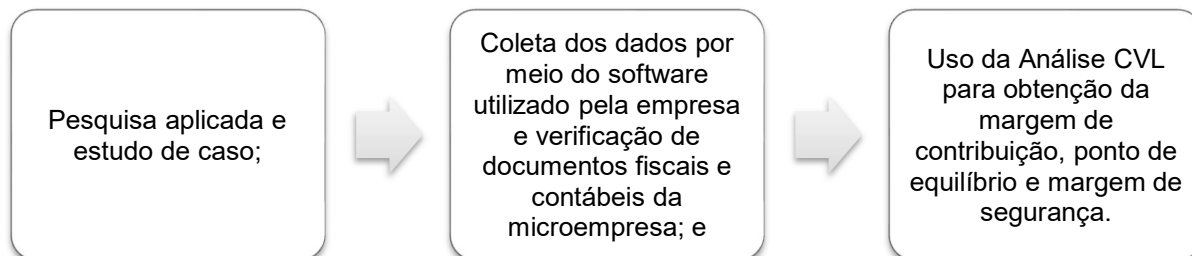 Pesquisa aplicada e
estudo de caso;
Coleta dos dados por
meio do software
utilizado pela empresa
e verificação de
documentos fiscais e
contábeis da
microempresa; e
Uso da Análise CVL
para obtenção da
margem de
contribuição, ponto de
equilíbrio e margem de
segurança.